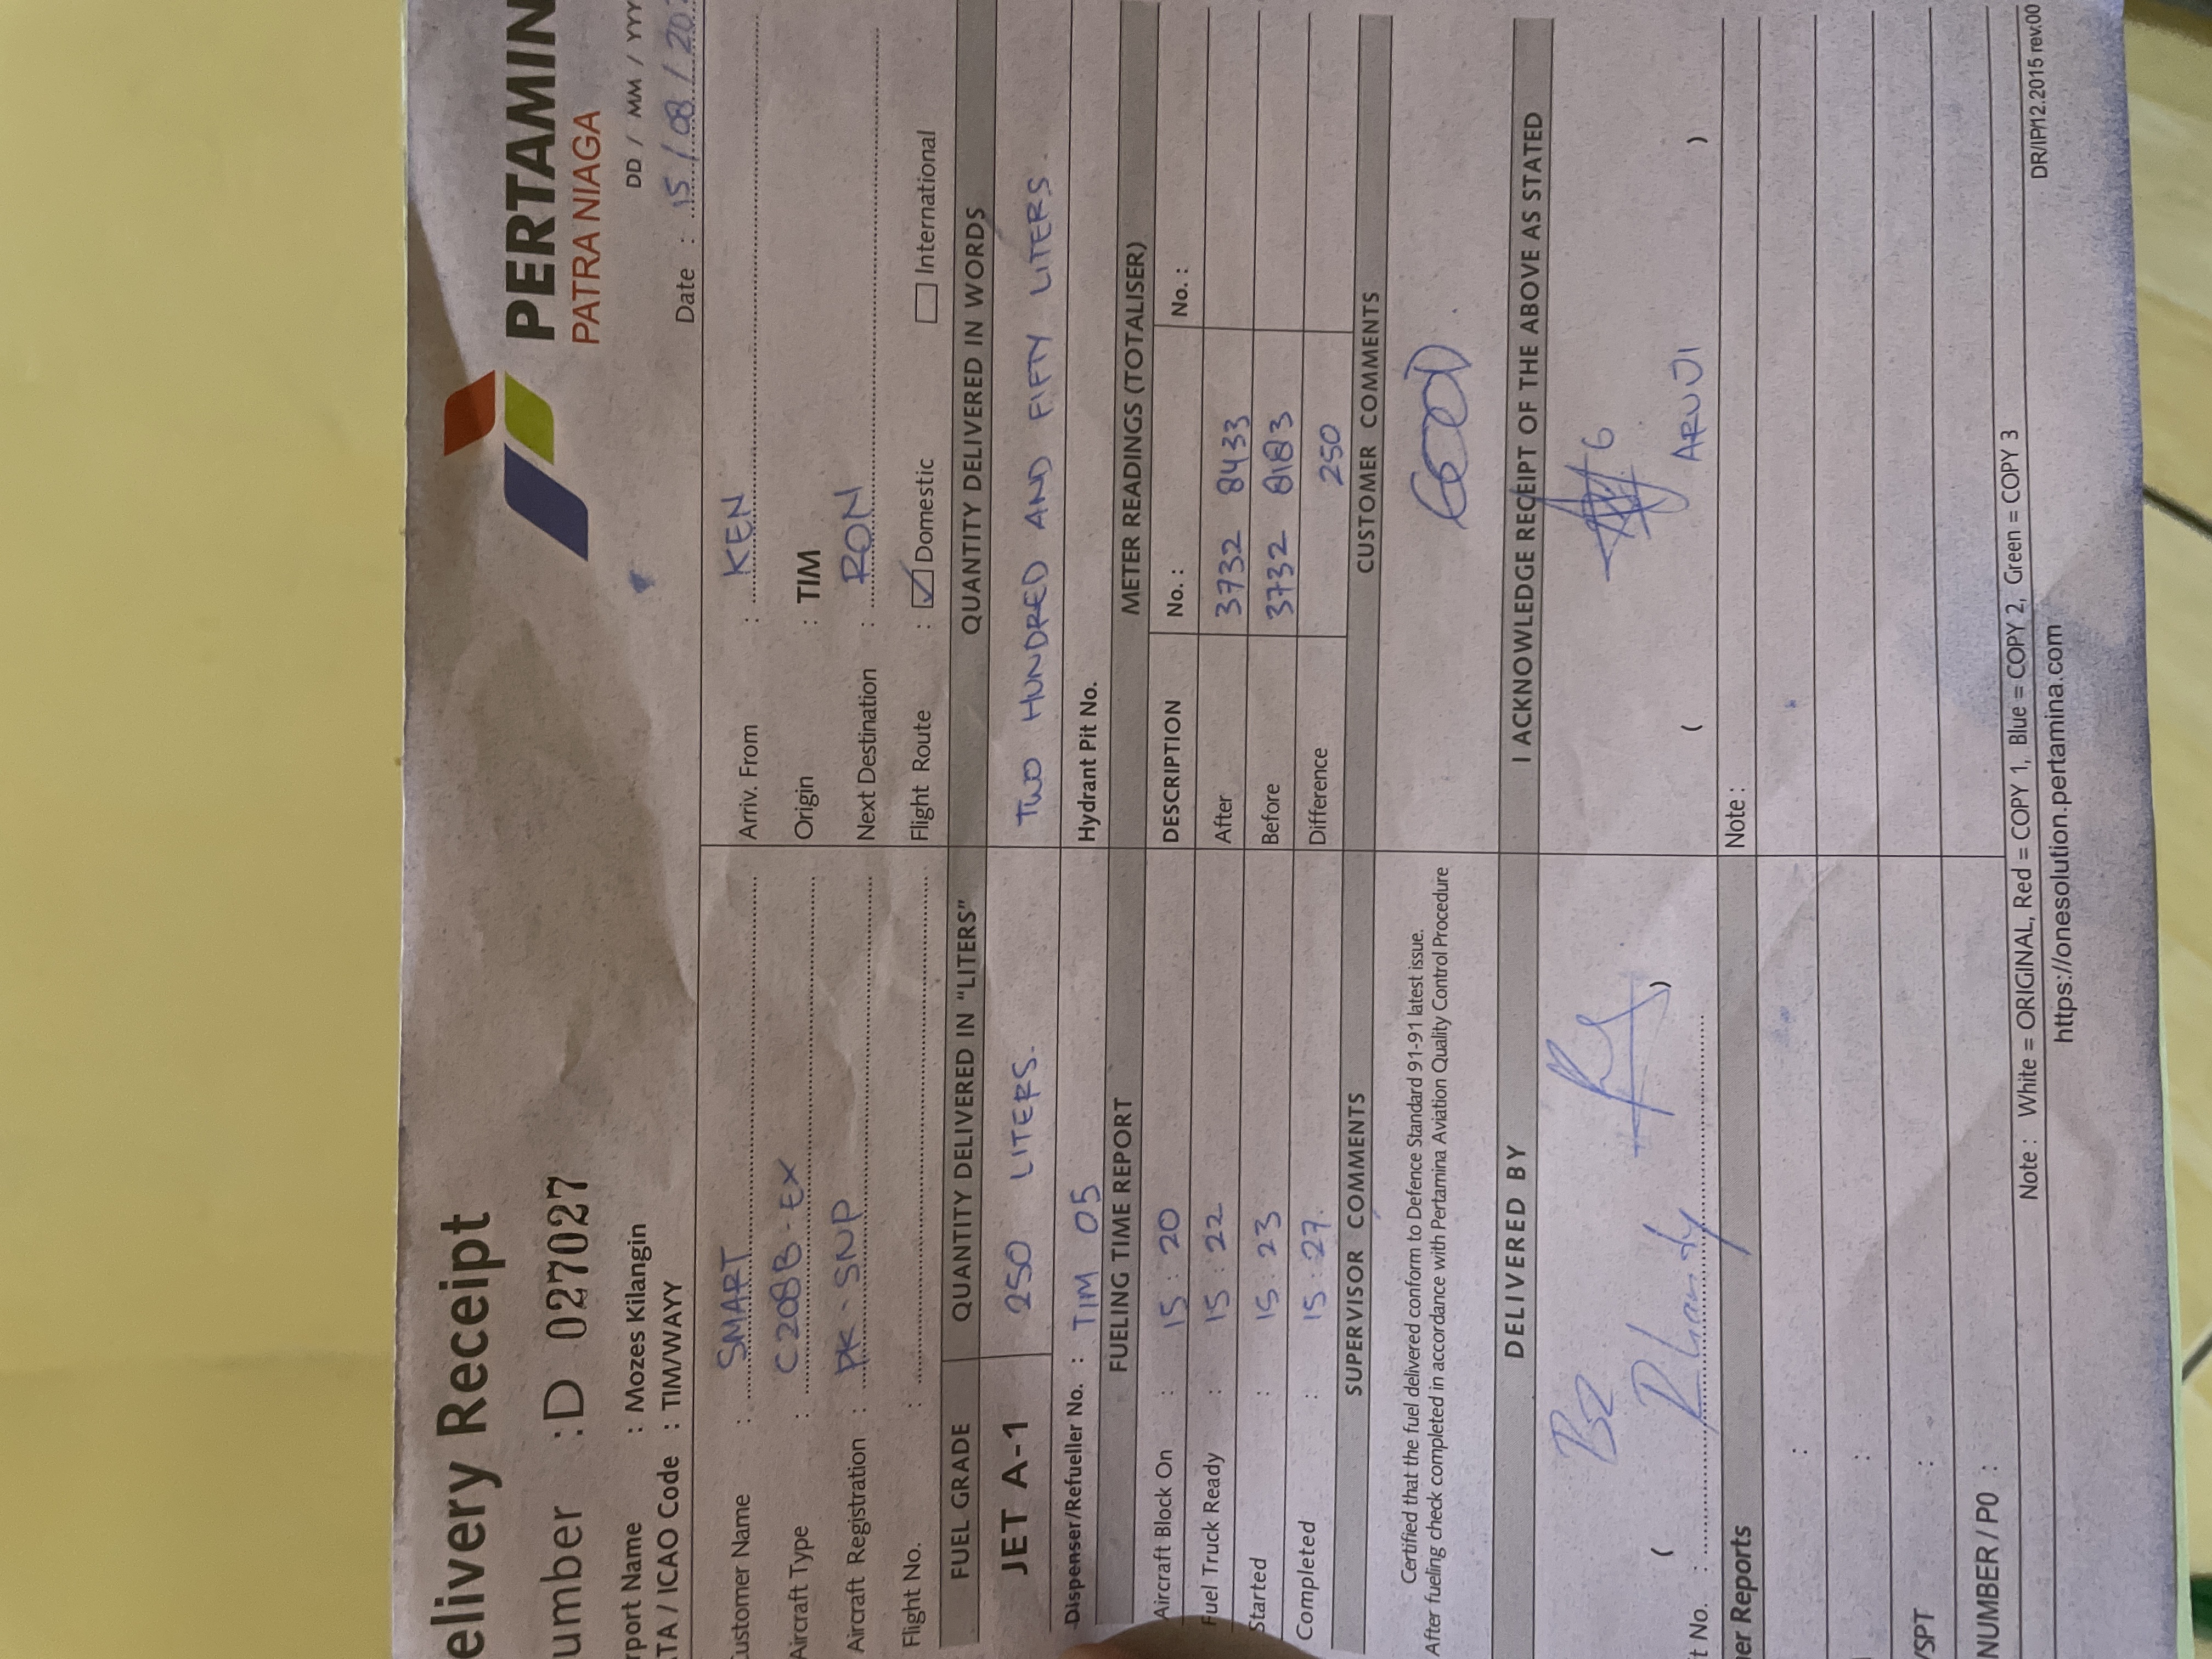 elivery Receipt
PERTAMIN
PATRA NIAGA
umber : D 027027
rport Name : Mozes Kilangin
TA / ICAO Code : TIM/WAYY
DD / MM / YYY
Date : 15 / 08 / 20
ustomer Name : SMART
Aircraft Type : C208B-EX
Aircraft Registration : PK-SNP
Flight No. :
Arriv. From : KEN
Origin : TIM
Next Destination : RON
Flight Route : ☑ Domestic ☐ International
FUEL GRADE QUANTITY DELIVERED IN "LITERS" QUANTITY DELIVERED IN WORDS
JET A-1 250 LITERS. TWO HUNDRED AND FIFTY LITERS.
Dispenser/Refueller No. : TIM 05 Hydrant Pit No.
FUELING TIME REPORT METER READINGS (TOTALISER)
Aircraft Block On : 15 : 20 DESCRIPTION No. : No. :
Fuel Truck Ready : 15 : 22 After 3732 8433
Started : 15 : 23 Before 3732 8183
Completed : 15 : 27 Difference 250
SUPERVISOR COMMENTS CUSTOMER COMMENTS
Certified that the fuel delivered conform to Defence Standard 91-91 latest issue.
After fueling check completed in accordance with Pertamina Aviation Quality Control Procedure
GOOD
DELIVERED BY I ACKNOWLEDGE RECEIPT OF THE ABOVE AS STATED
( ) ( ARUJI )
t No. :
er Reports Note :
/SPT :
NUMBER / PO :
Note : White = ORIGINAL, Red = COPY 1, Blue = COPY 2, Green = COPY 3
DR/IP/12.2015 rev.00
https://onesolution.pertamina.com